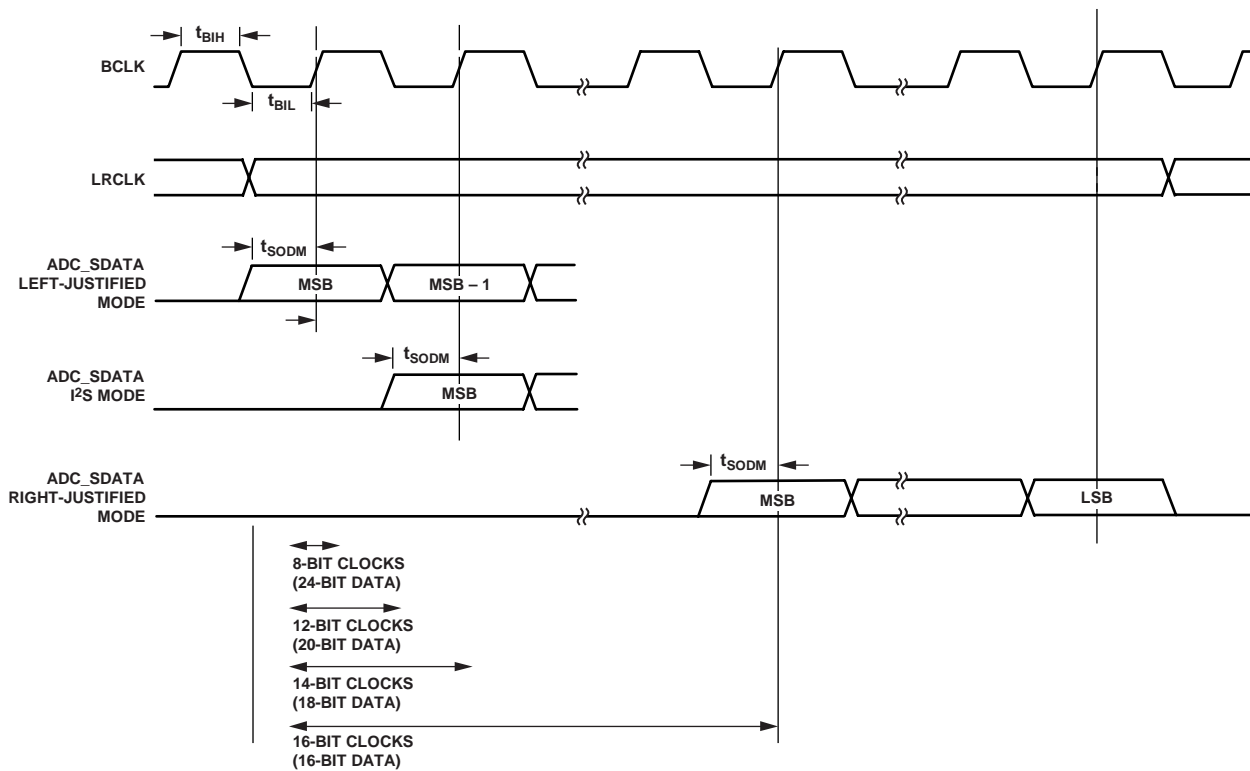 tBIH
BCLK
tBIL
LRCLK
tSODM
ADC_SDATA
LEFT-JUSTIFIED
MODE
MSB
MSB – 1
tSODM
ADC_SDATA
I²S MODE
MSB
tSODM
ADC_SDATA
RIGHT-JUSTIFIED
MODE
MSB
LSB
8-BIT CLOCKS
(24-BIT DATA)
12-BIT CLOCKS
(20-BIT DATA)
14-BIT CLOCKS
(18-BIT DATA)
16-BIT CLOCKS
(16-BIT DATA)